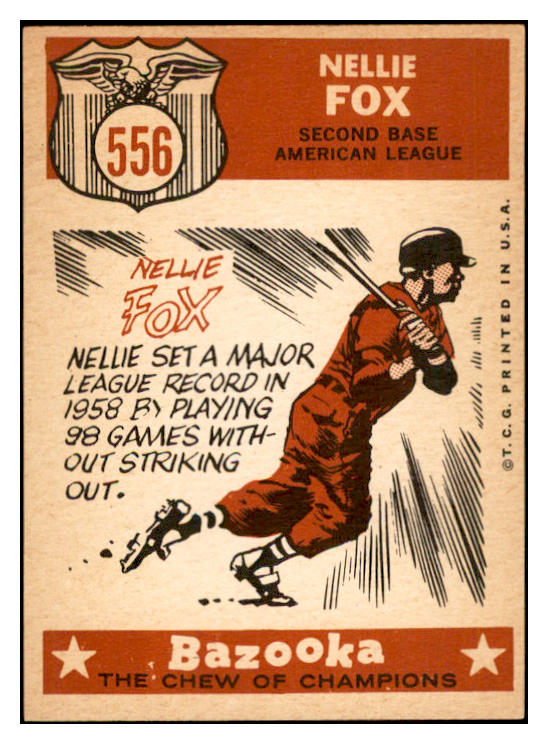 556
NELLIE
FOX
SECOND BASE
AMERICAN LEAGUE
NELLIE
FOX
NELLIE SET A MAJOR
LEAGUE RECORD IN
1958 BY PLAYING
98 GAMES WITH-
OUT STRIKING
OUT.
© T.C.G. PRINTED IN U.S.A.
Bazooka
THE CHEW OF CHAMPIONS